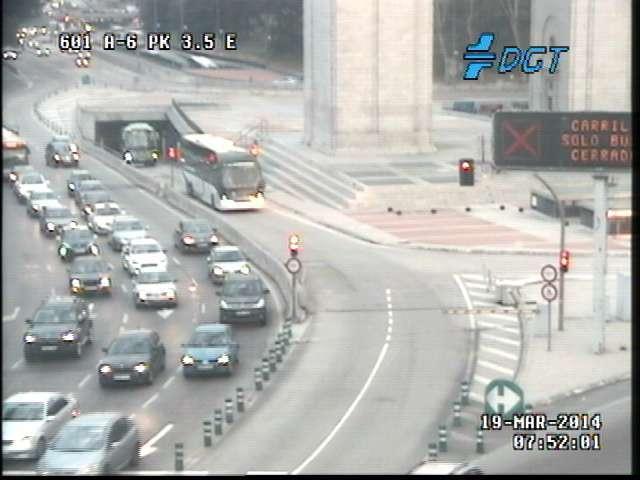 601 A-6 PK 3.5 E
DGT
CARRIL
SOLO BU
CERRAD
19-MAR-2014
07:52:01